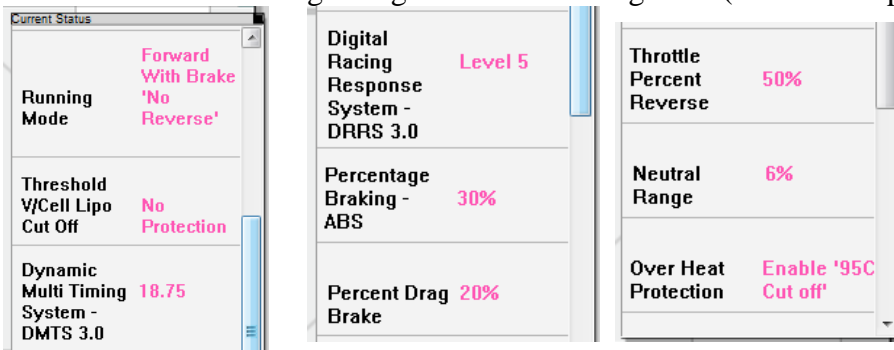 Current Status
Running
Mode
Forward
With Brake
'No
Reverse'
Threshold
V/Cell Lipo
Cut Off
No
Protection
Dynamic
Multi Timing
System -
DMTS 3.0
18.75
Digital
Racing
Response
System -
DRRS 3.0
Level 5
Percentage
Braking -
ABS
30%
Percent Drag
Brake
20%
Throttle
Percent
Reverse
50%
Neutral
Range
6%
Over Heat
Protection
Enable '95C
Cut off'